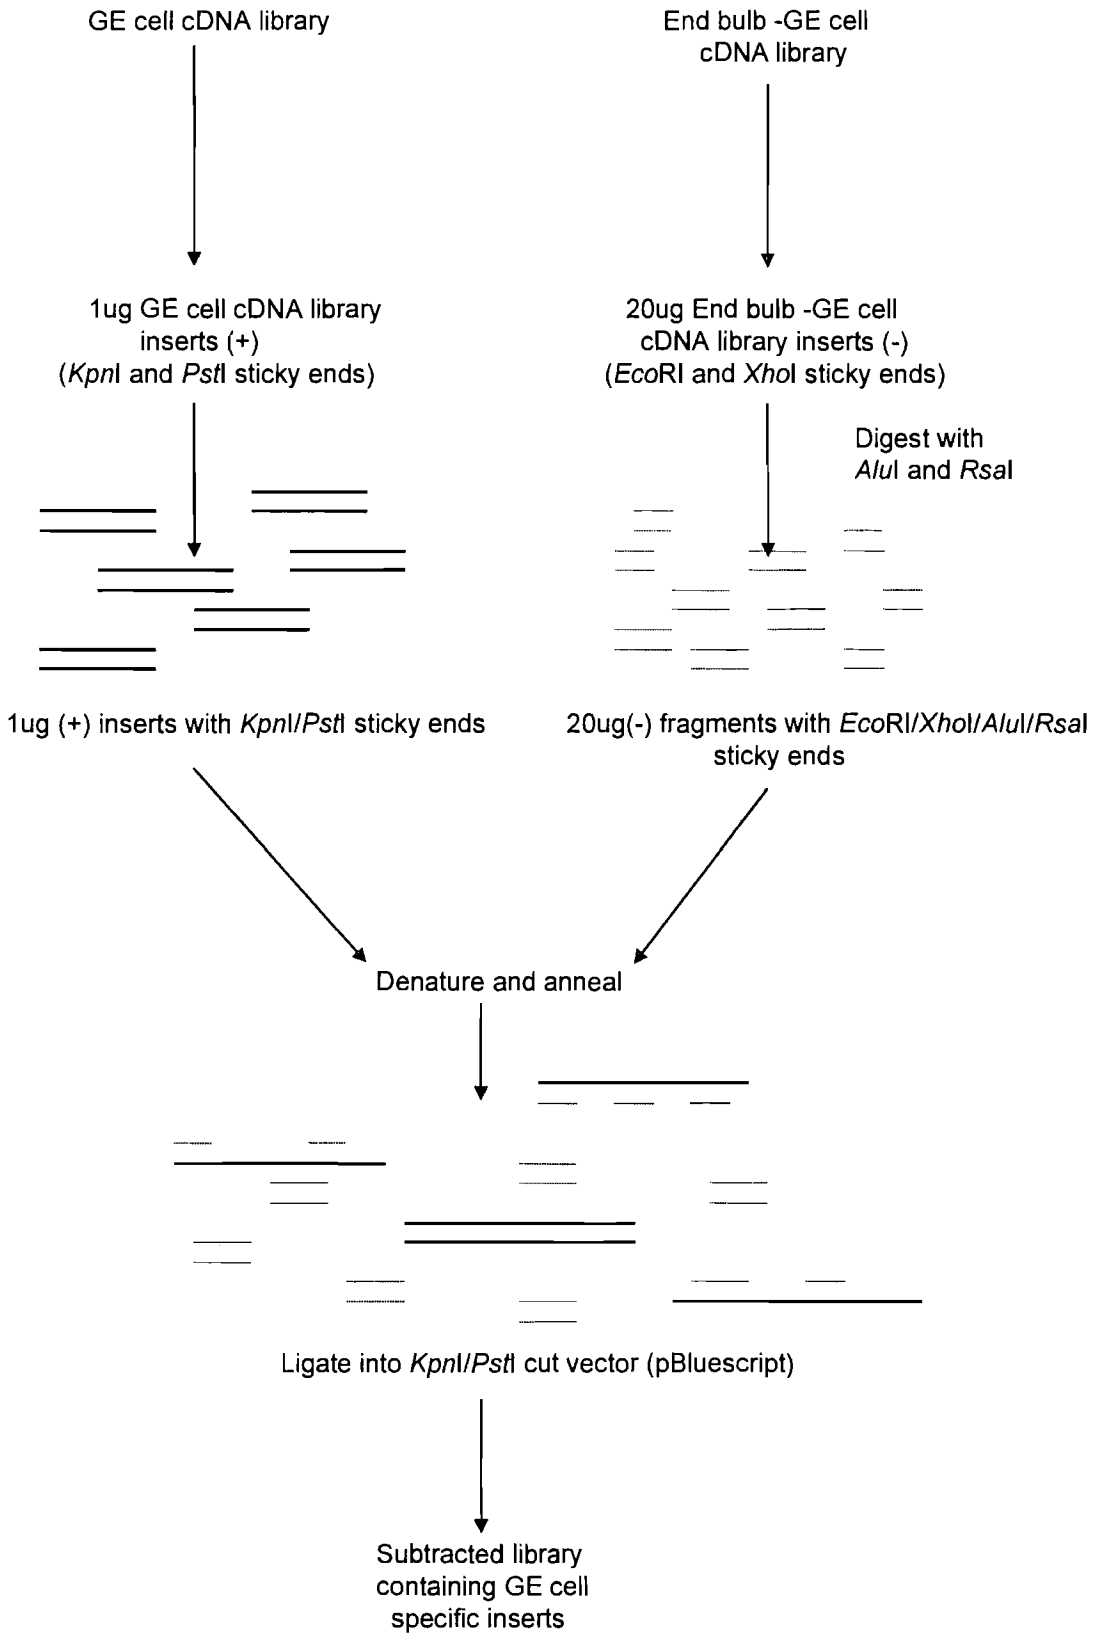 GE cell cDNA library
End bulb -GE cell
cDNA library
1ug GE cell cDNA library
inserts (+)
(KpnI and PstI sticky ends)
20ug End bulb -GE cell
cDNA library inserts (-)
(EcoRI and XhoI sticky ends)
Digest with
AluI and RsaI
1ug (+) inserts with KpnI/PstI sticky ends
20ug(-) fragments with EcoRI/XhoI/AluI/RsaI
sticky ends
Denature and anneal
Ligate into KpnI/PstI cut vector (pBluescript)
Subtracted library
containing GE cell
specific inserts